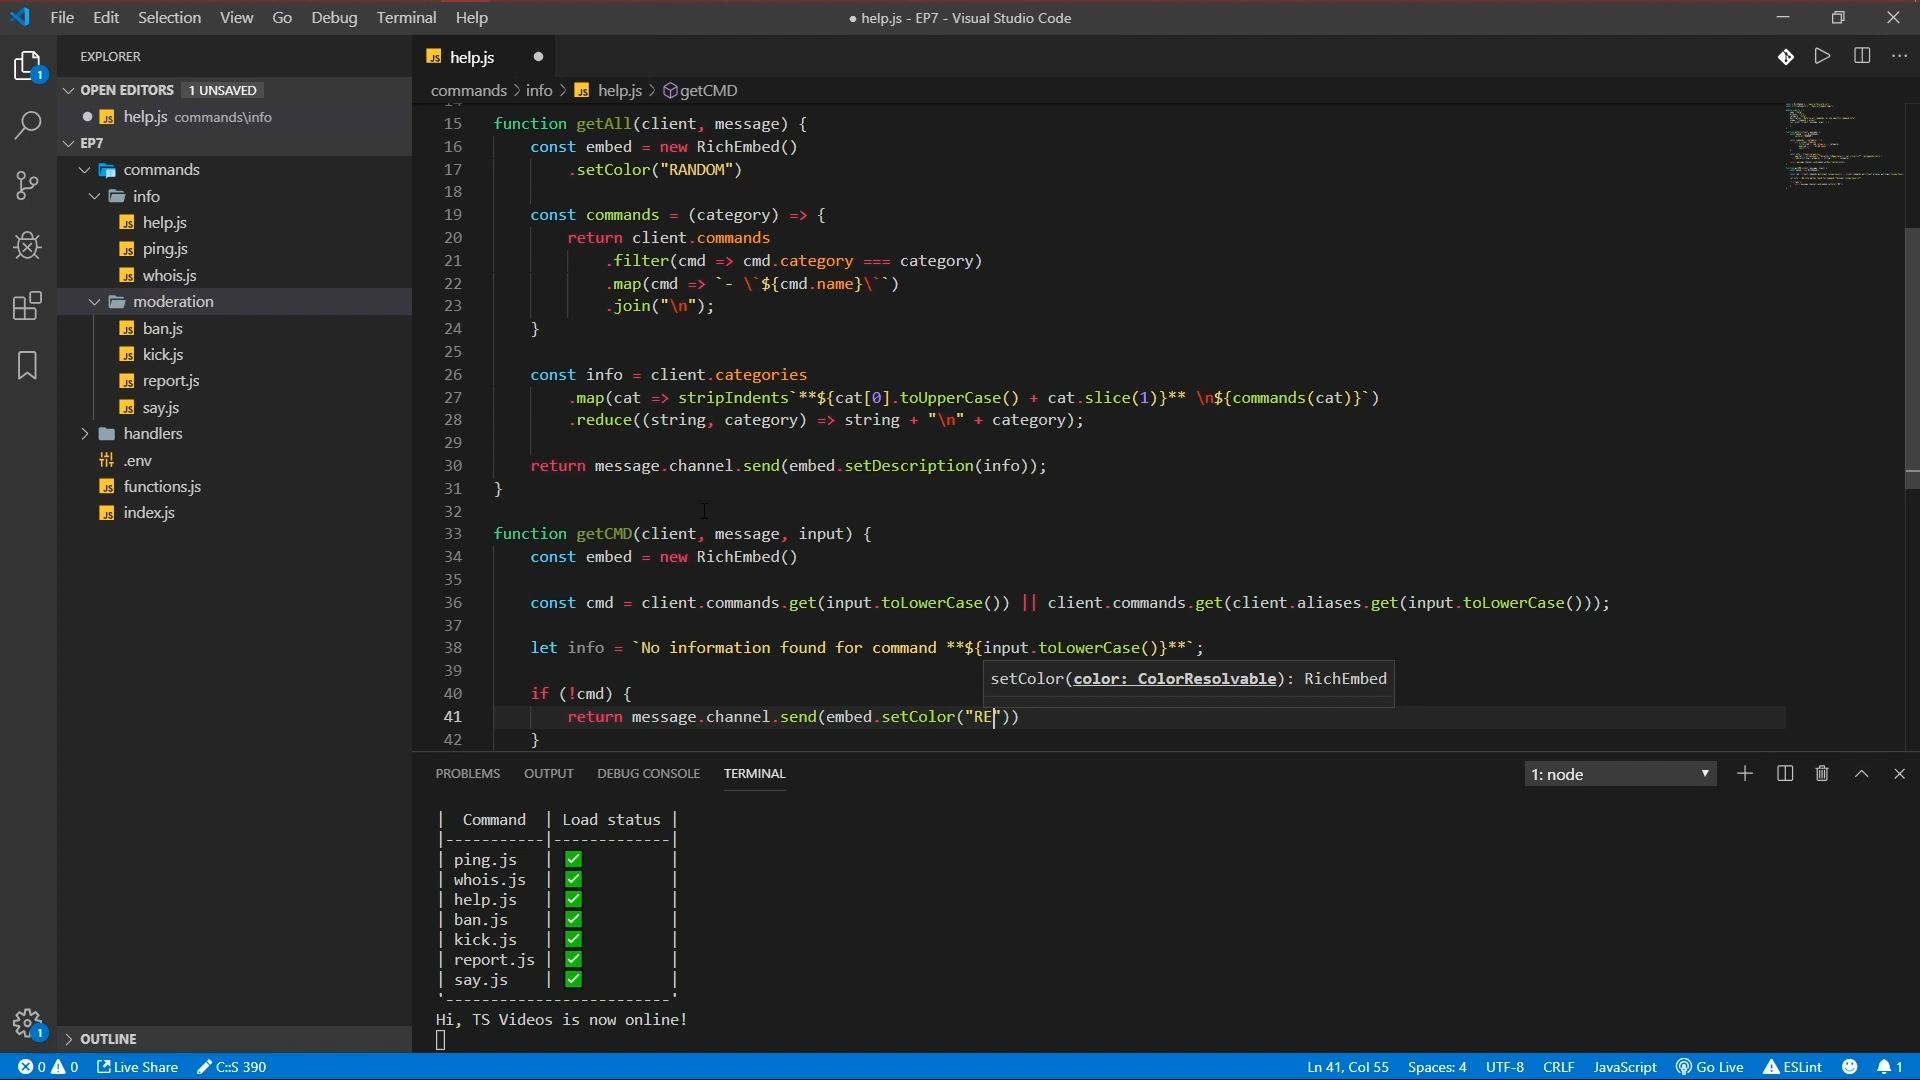 File Edit Selection View Go Debug Terminal Help
● help.js - EP7 - Visual Studio Code
EXPLORER
OPEN EDITORS 1 UNSAVED
JS help.js commands\info
EP7
commands
info
JS help.js
JS ping.js
JS whois.js
moderation
JS ban.js
JS kick.js
JS report.js
JS say.js
handlers
.env
JS functions.js
JS index.js
OUTLINE
JS help.js
commands > info > JS help.js > getCMD
15 function getAll(client, message) {
16 const embed = new RichEmbed()
17 .setColor("RANDOM")
18
19 const commands = (category) => {
20 return client.commands
21 .filter(cmd => cmd.category === category)
22 .map(cmd => `- \`${cmd.name}\``)
23 .join("\n");
24 }
25
26 const info = client.categories
27 .map(cat => stripIndents`**${cat[0].toUpperCase() + cat.slice(1)}** \n${commands(cat)}`)
28 .reduce((string, category) => string + "\n" + category);
29
30 return message.channel.send(embed.setDescription(info));
31 }
32
33 function getCMD(client, message, input) {
34 const embed = new RichEmbed()
35
36 const cmd = client.commands.get(input.toLowerCase()) || client.commands.get(client.aliases.get(input.toLowerCase()));
37
38 let info = `No information found for command **${input.toLowerCase()}**`;
39
setColor(color: ColorResolvable): RichEmbed
40 if (!cmd) {
41 return message.channel.send(embed.setColor("RE"))
42 }
PROBLEMS OUTPUT DEBUG CONSOLE TERMINAL
1: node
| Command | Load status |
|-----------|-------------|
| ping.js | ✅ |
| whois.js | ✅ |
| help.js | ✅ |
| ban.js | ✅ |
| kick.js | ✅ |
| report.js | ✅ |
| say.js | ✅ |
'-------------------------'
Hi, TS Videos is now online!
0 0 Live Share C:\S 390
Ln 41, Col 55 Spaces: 4 UTF-8 CRLF JavaScript Go Live ESLint 1